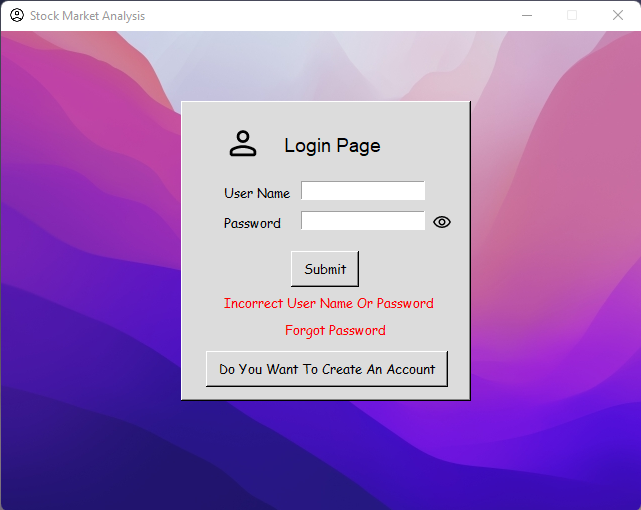 Stock Market Analysis
Login Page
User Name
Password
Submit
Incorrect User Name Or Password
Forgot Password
Do You Want To Create An Account